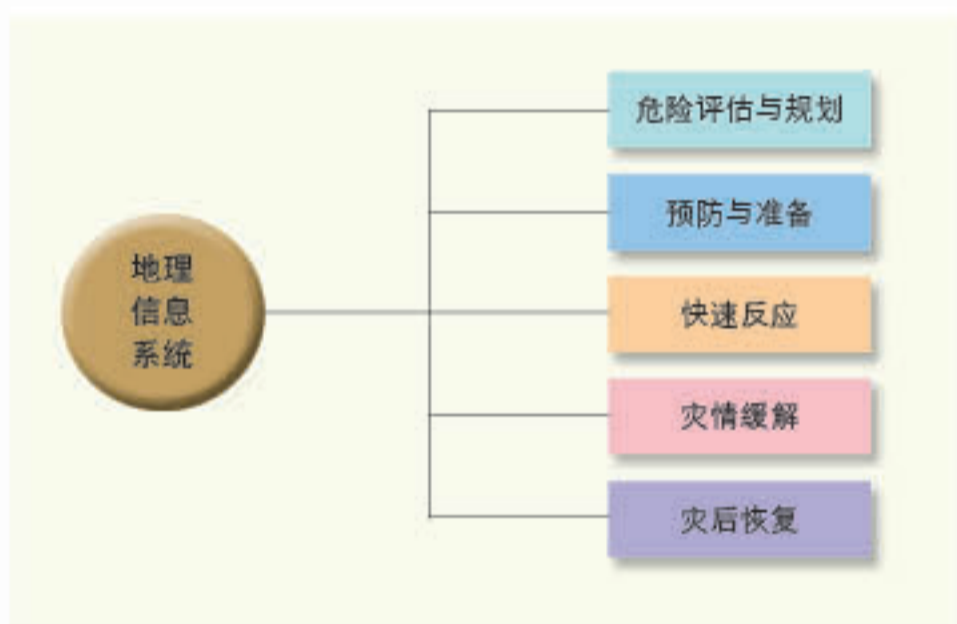 地理
信息
系统
危险评估与规划
预防与准备
快速反应
灾情缓解
灾后恢复